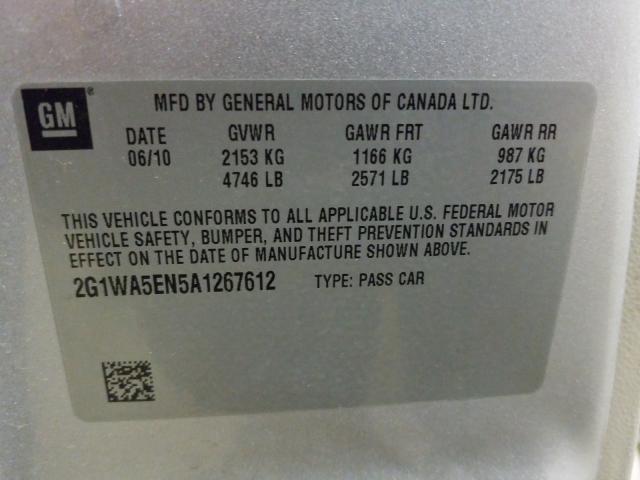 GM®
MFD BY GENERAL MOTORS OF CANADA LTD.
DATE GVWR GAWR FRT GAWR RR
06/10 2153 KG 1166 KG 987 KG
4746 LB 2571 LB 2175 LB
THIS VEHICLE CONFORMS TO ALL APPLICABLE U.S. FEDERAL MOTOR
VEHICLE SAFETY, BUMPER, AND THEFT PREVENTION STANDARDS IN
EFFECT ON THE DATE OF MANUFACTURE SHOWN ABOVE.
2G1WA5EN5A1267612 TYPE: PASS CAR